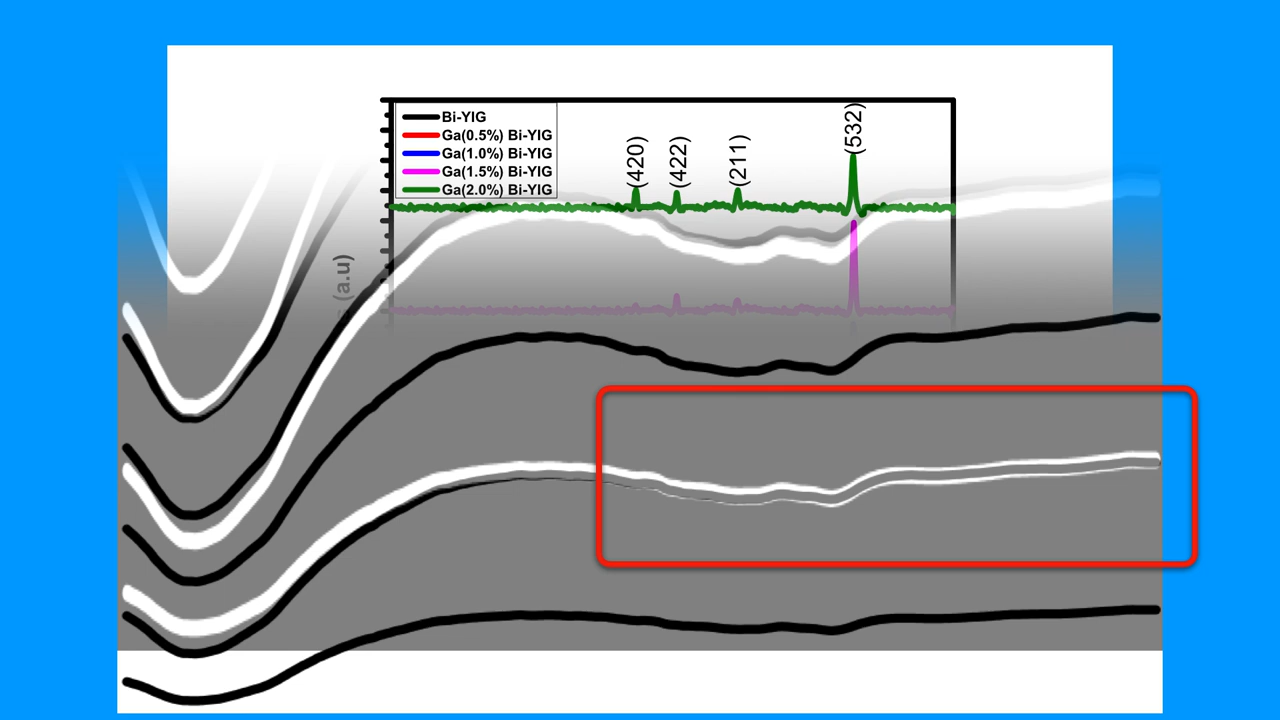 Bi-YIG
Ga(0.5%) Bi-YIG
Ga(1.0%) Bi-YIG
Ga(1.5%) Bi-YIG
Ga(2.0%) Bi-YIG
(420)
(422)
(211)
(532)
(a.u)